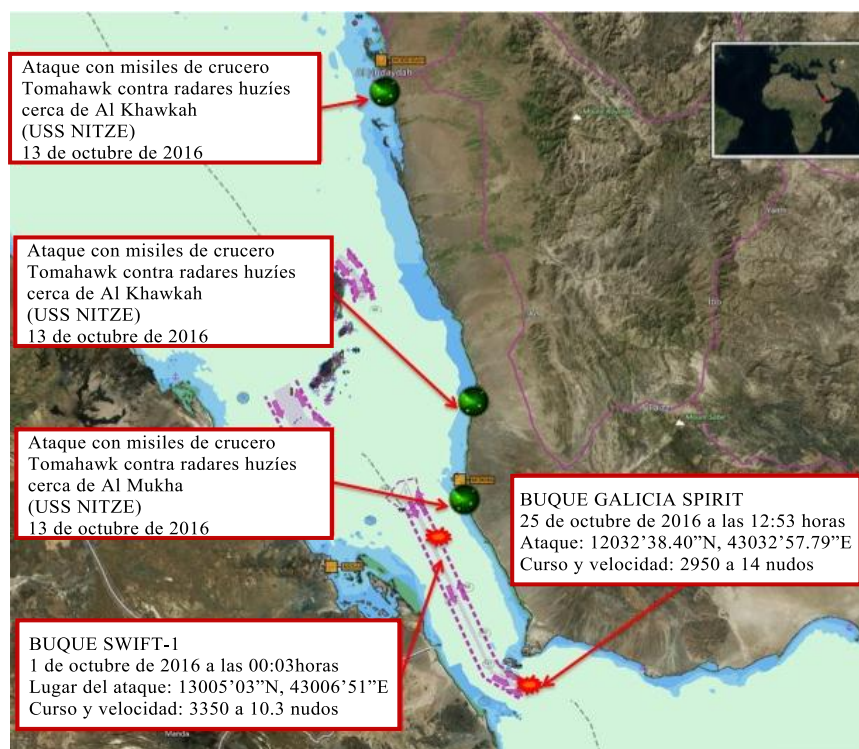 Ataque con misiles de crucero
Tomahawk contra radares huzíes
cerca de Al Khawkah
(USS NITZE)
13 de octubre de 2016
Ataque con misiles de crucero
Tomahawk contra radares huzíes
cerca de Al Khawkah
(USS NITZE)
13 de octubre de 2016
Ataque con misiles de crucero
Tomahawk contra radares huzíes
cerca de Al Mukha
(USS NITZE)
13 de octubre de 2016
BUQUE GALICIA SPIRIT
25 de octubre de 2016 a las 12:53 horas
Ataque: 12032’38.40”N, 43032’57.79”E
Curso y velocidad: 2950 a 14 nudos
BUQUE SWIFT-1
1 de octubre de 2016 a las 00:03horas
Lugar del ataque: 13005’03”N, 43006’51”E
Curso y velocidad: 3350 a 10.3 nudos
Manda